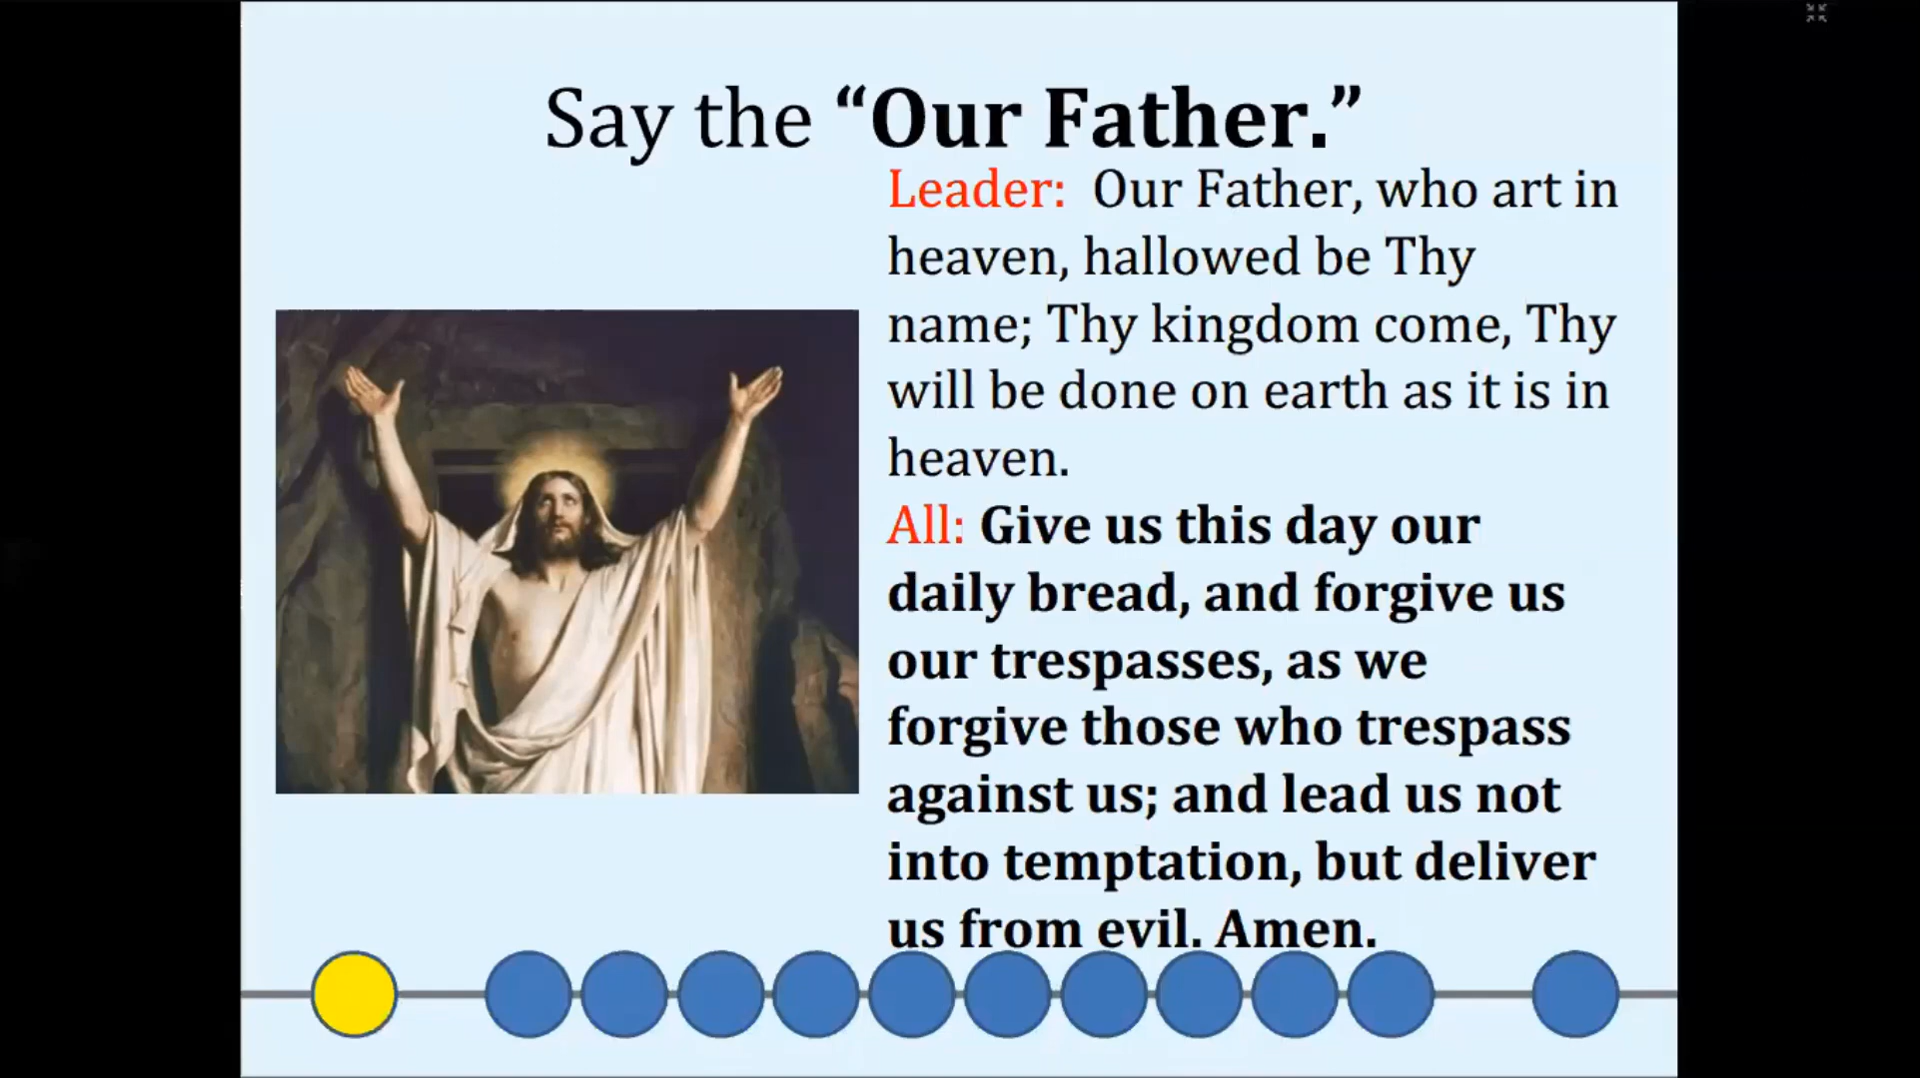 Say the “Our Father.”
Leader: Our Father, who art in
heaven, hallowed be Thy
name; Thy kingdom come, Thy
will be done on earth as it is in
heaven.
All: Give us this day our
daily bread, and forgive us
our trespasses, as we
forgive those who trespass
against us; and lead us not
into temptation, but deliver
us from evil. Amen.